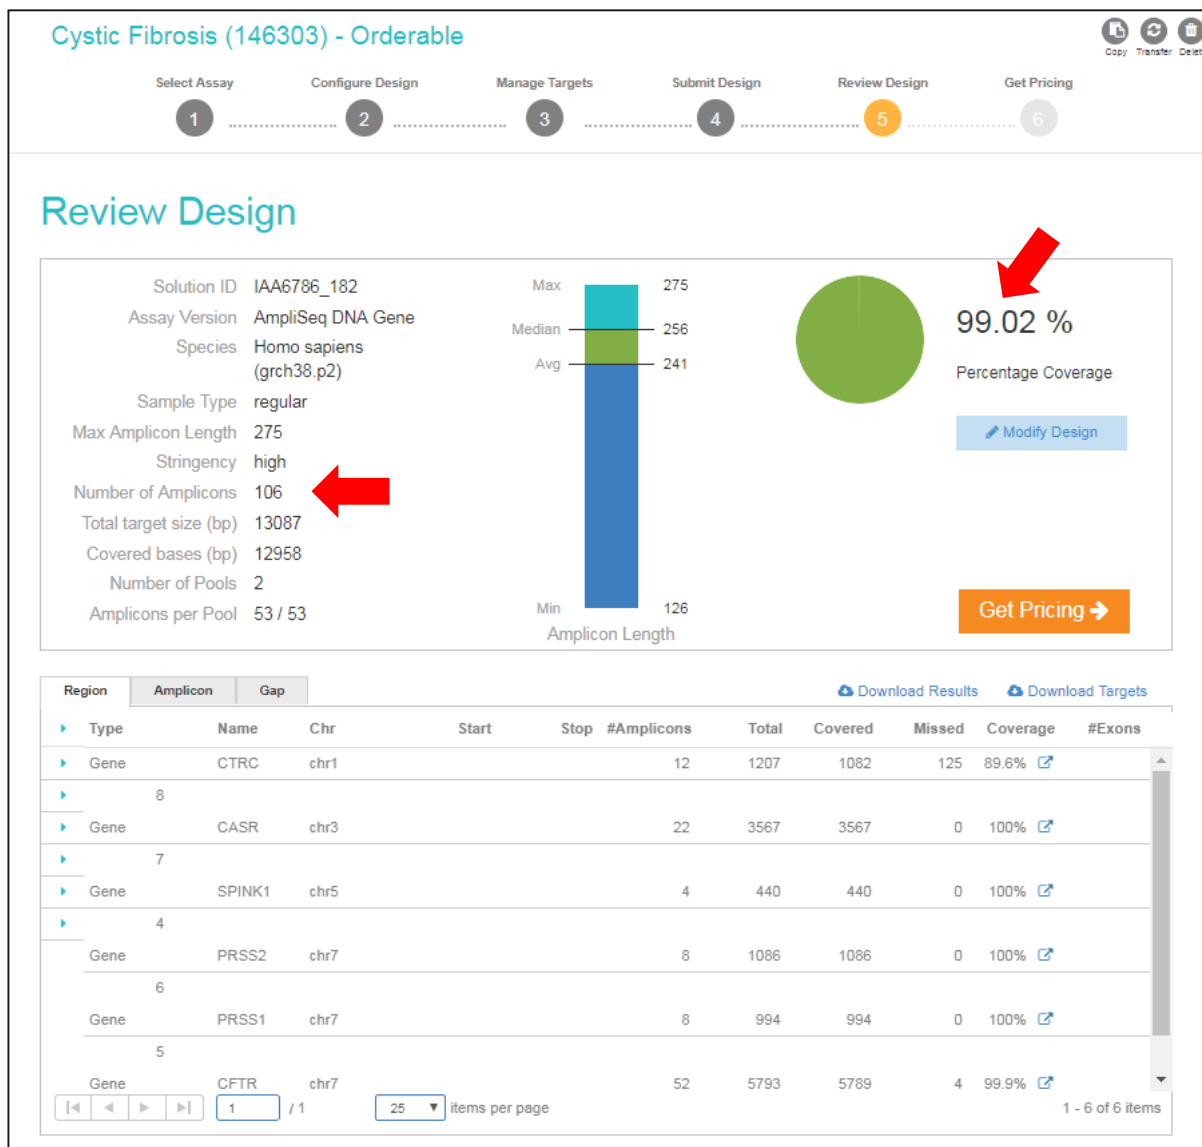 Cystic Fibrosis (146303) - Orderable
Copy Transfer Delet
Select Assay Configure Design Manage Targets Submit Design Review Design Get Pricing
1 2 3 4 5 6
Review Design
Solution ID IAA6786_182
Assay Version AmpliSeq DNA Gene
Species Homo sapiens
(grch38.p2)
Sample Type regular
Max Amplicon Length 275
Stringency high
Number of Amplicons 106
Total target size (bp) 13087
Covered bases (bp) 12958
Number of Pools 2
Amplicons per Pool 53 / 53
Max 275
Median 256
Avg 241
Min 126
Amplicon Length
99.02 %
Percentage Coverage
Modify Design
Get Pricing
Region Amplicon Gap Download Results Download Targets
Type Name Chr Start Stop #Amplicons Total Covered Missed Coverage #Exons
Gene CTRC chr1 12 1207 1082 125 89.6%
8
Gene CASR chr3 22 3567 3567 0 100%
7
Gene SPINK1 chr5 4 440 440 0 100%
4
Gene PRSS2 chr7 8 1086 1086 0 100%
6
Gene PRSS1 chr7 8 994 994 0 100%
5
Gene CFTR chr7 52 5793 5789 4 99.9%
1 / 1 25 items per page 1 - 6 of 6 items